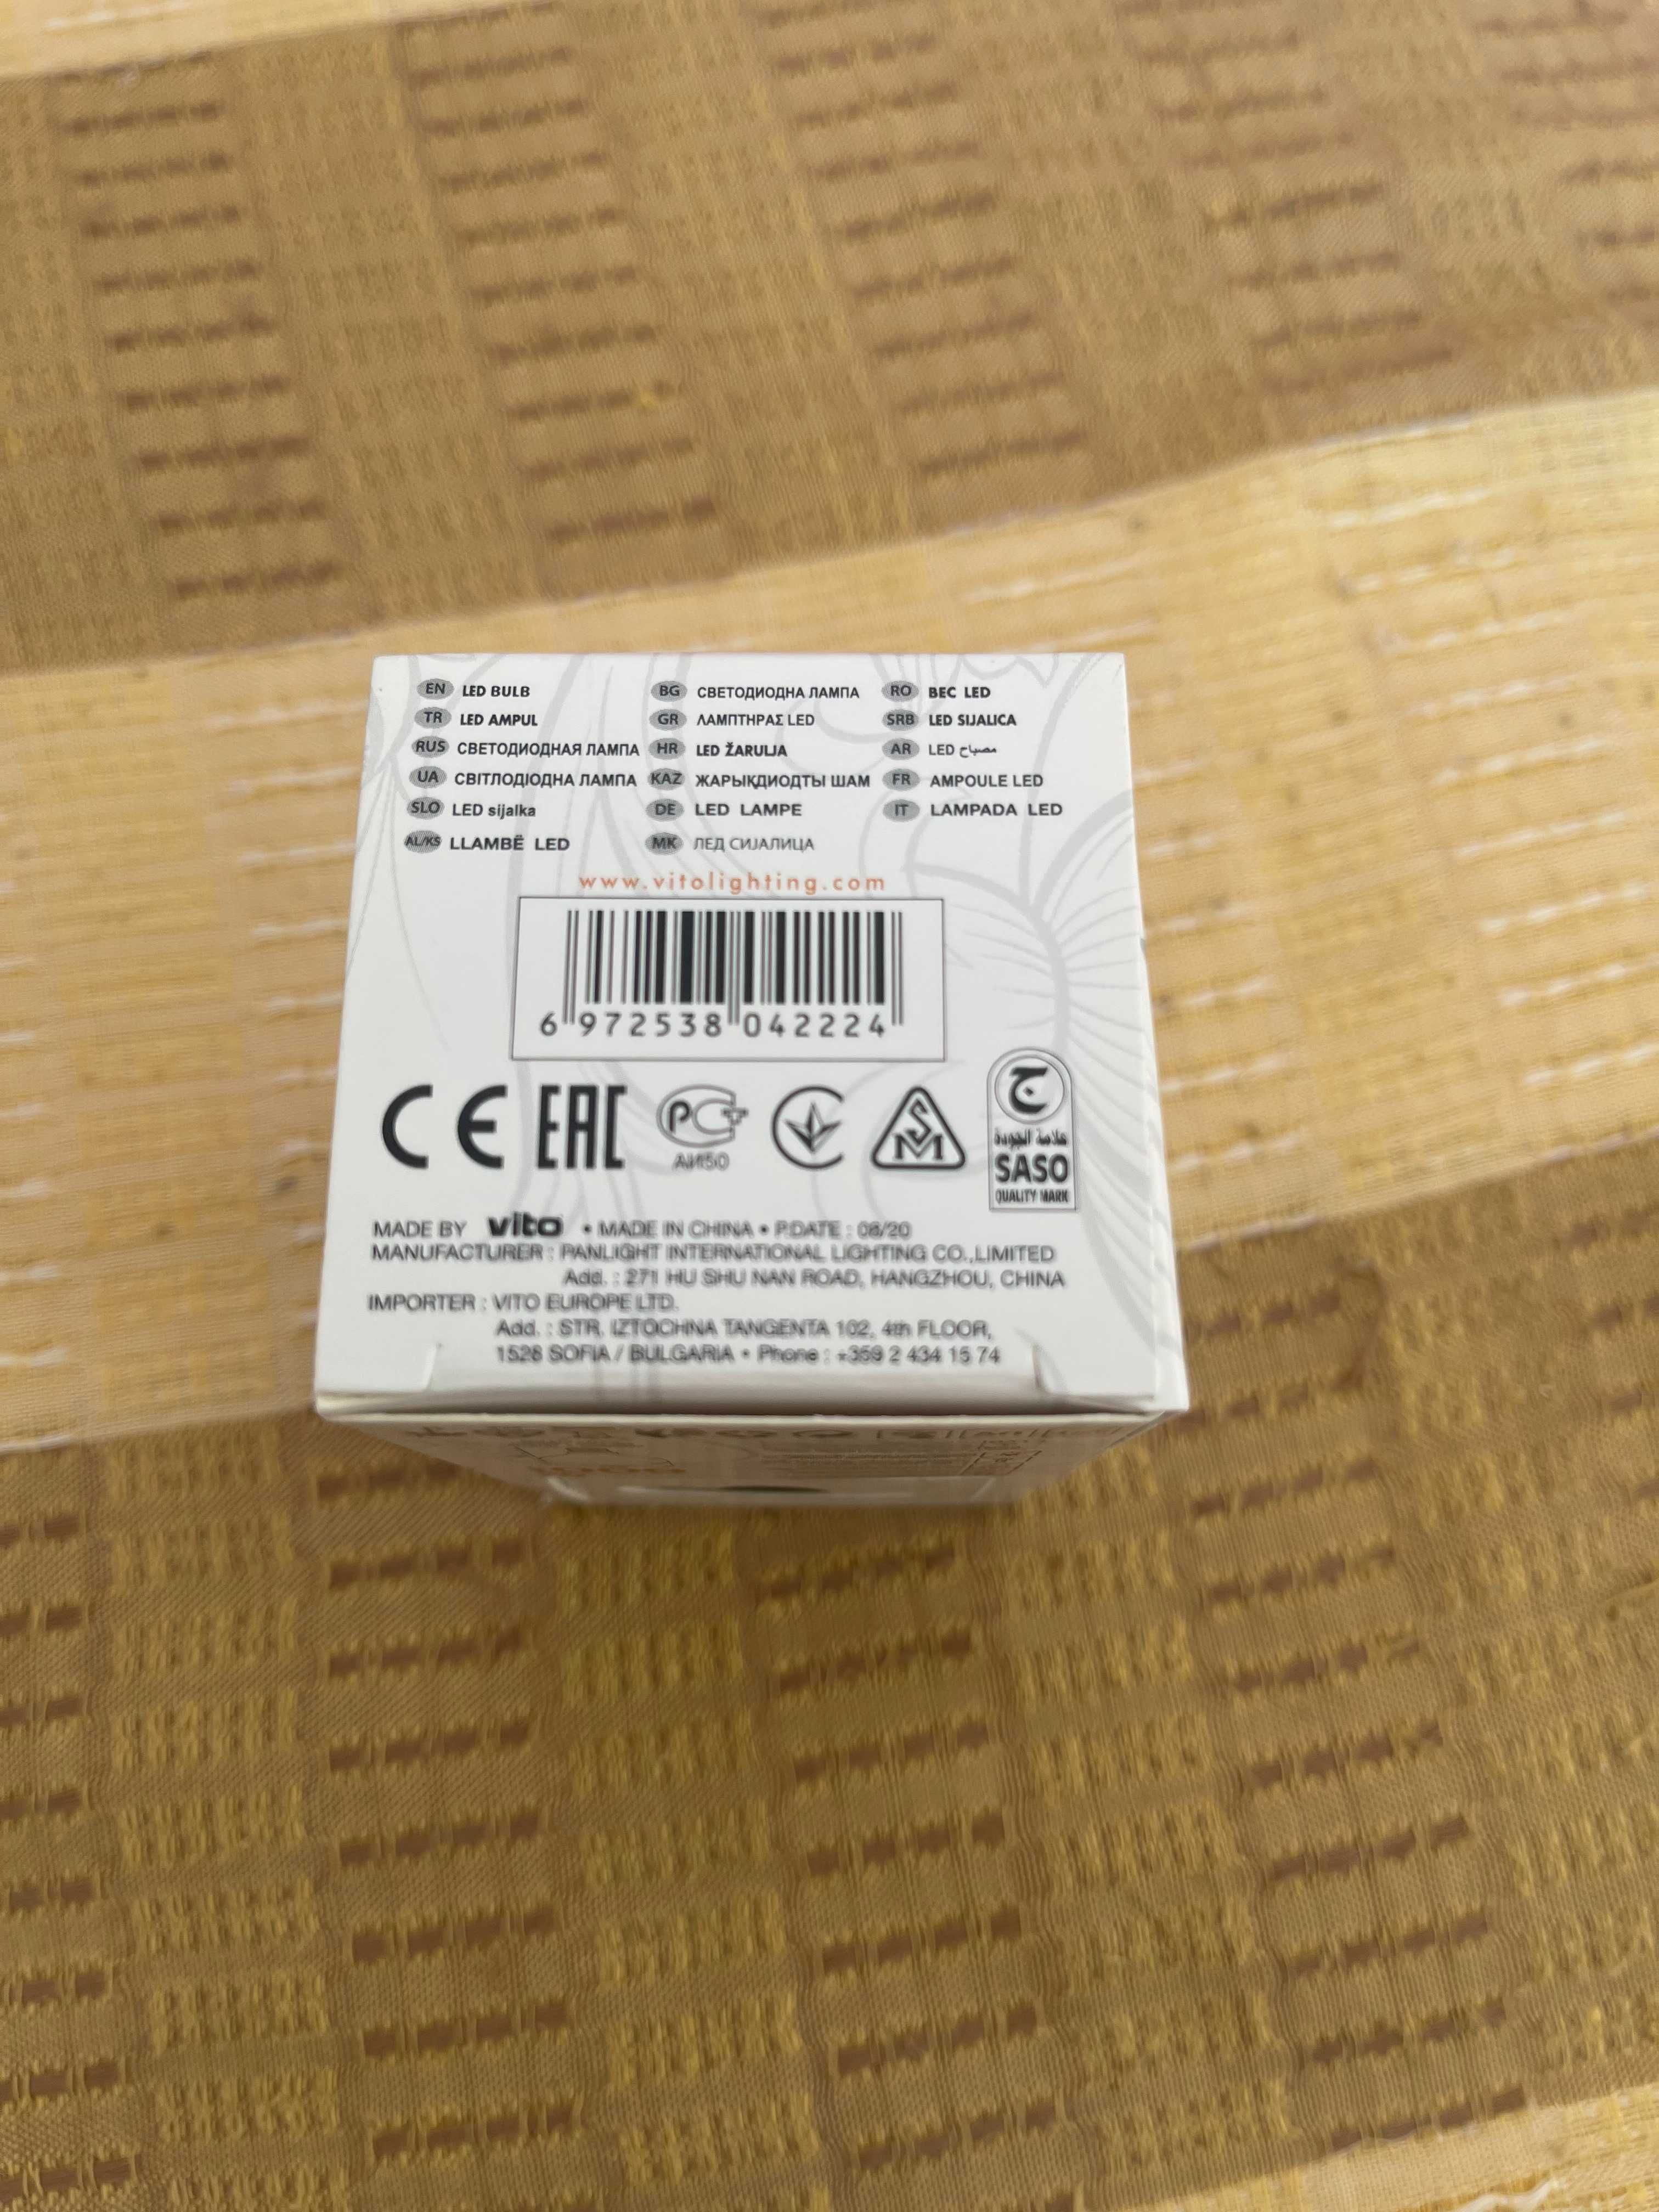 EN LED BULB BG СВЕТОДИОДНА ЛАМПА RO BEC LED
TR LED AMPUL GR ΛΑΜΠΤΗΡΑΣ LED SRB LED SIJALICA
RUS СВЕТОДИОДНАЯ ЛАМПА HR LED ŽARULJA AR LED مصباح
UA СВІТЛОДІОДНА ЛАМПА KAZ ЖАРЫҚДИОДТЫ ШАМ FR AMPOULE LED
SLO LED sijalka DE LED LAMPE IT LAMPADA LED
AL/KS LLAMBË LED MK ЛЕД СИЈАЛИЦА
www.vitolighting.com
6 972538 042224
CE EAC PC SM ج
علامة الجودة
SASO
QUALITY MARK
MADE BY vito • MADE IN CHINA • P.DATE : 08/20
MANUFACTURER : PANLIGHT INTERNATIONAL LIGHTING CO.,LIMITED
Add. : 271 HU SHU NAN ROAD, HANGZHOU, CHINA
IMPORTER : VITO EUROPE LTD.
Add. : STR. IZTOCHNA TANGENTA 102, 4th FLOOR,
1528 SOFIA / BULGARIA • Phone : +359 2 434 15 74